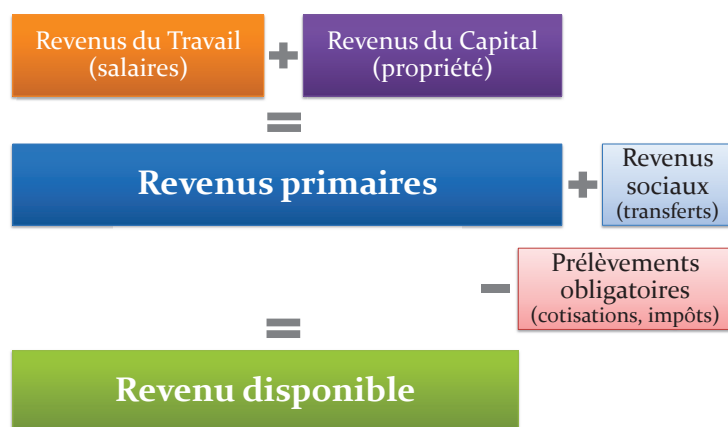 Revenus du Travail
(salaires)
+
Revenus du Capital
(propriété)
=
Revenus primaires
+
Revenus
sociaux
(transferts)
−
Prélèvements
obligatoires
(cotisations, impôts)
=
Revenu disponible